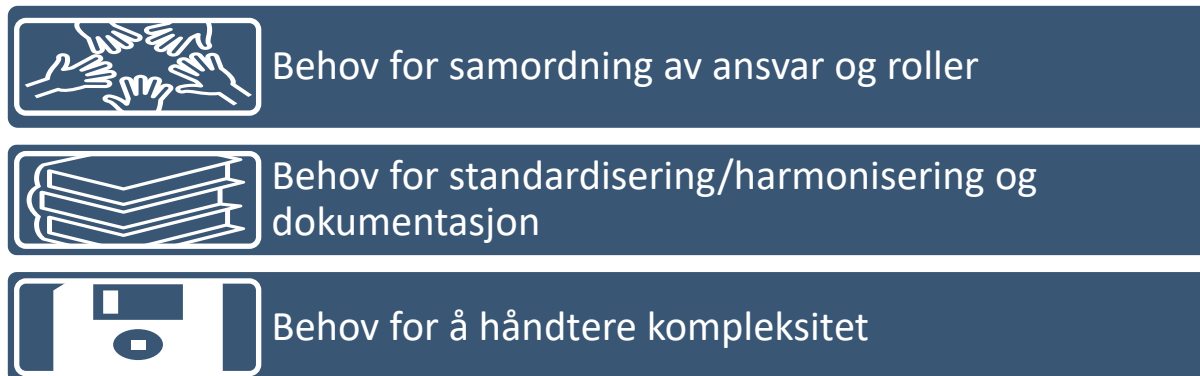 Behov for samordning av ansvar og roller
Behov for standardisering/harmonisering og
dokumentasjon
Behov for å håndtere kompleksitet